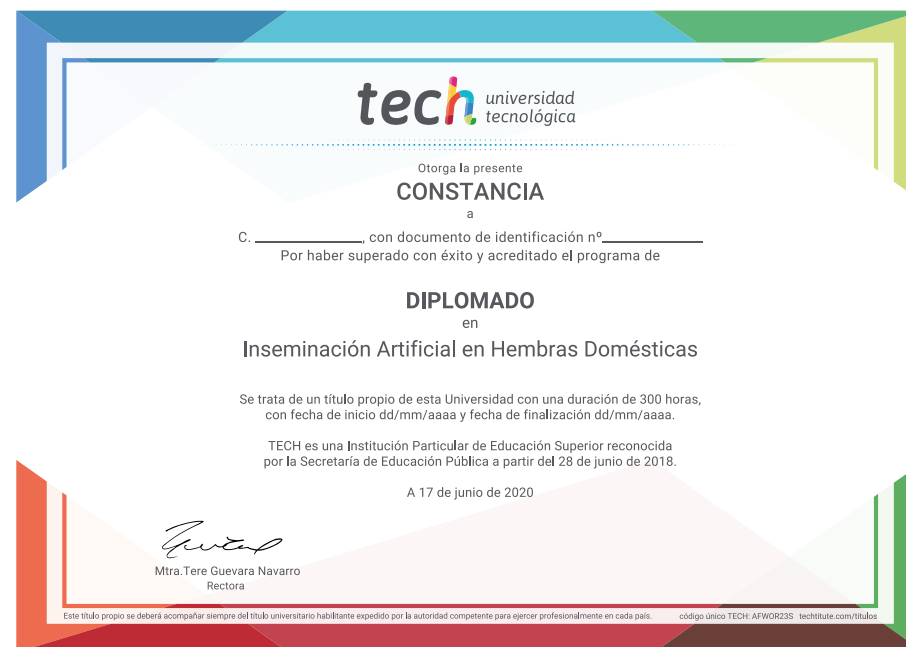 tech universidad
tecnológica
Otorga la presente
CONSTANCIA
a
C. ____________, con documento de identificación nº____________
Por haber superado con éxito y acreditado el programa de
DIPLOMADO
en
Inseminación Artificial en Hembras Domésticas
Se trata de un título propio de esta Universidad con una duración de 300 horas,
con fecha de inicio dd/mm/aaaa y fecha de finalización dd/mm/aaaa.
TECH es una Institución Particular de Educación Superior reconocida
por la Secretaría de Educación Pública a partir del 28 de junio de 2018.
A 17 de junio de 2020
Mtra.Tere Guevara Navarro
Rectora
Este título propio se deberá acompañar siempre del título universitario habilitante expedido por la autoridad competente para ejercer profesionalmente en cada país. código único TECH: AFWOR23S techtitute.com/titulos